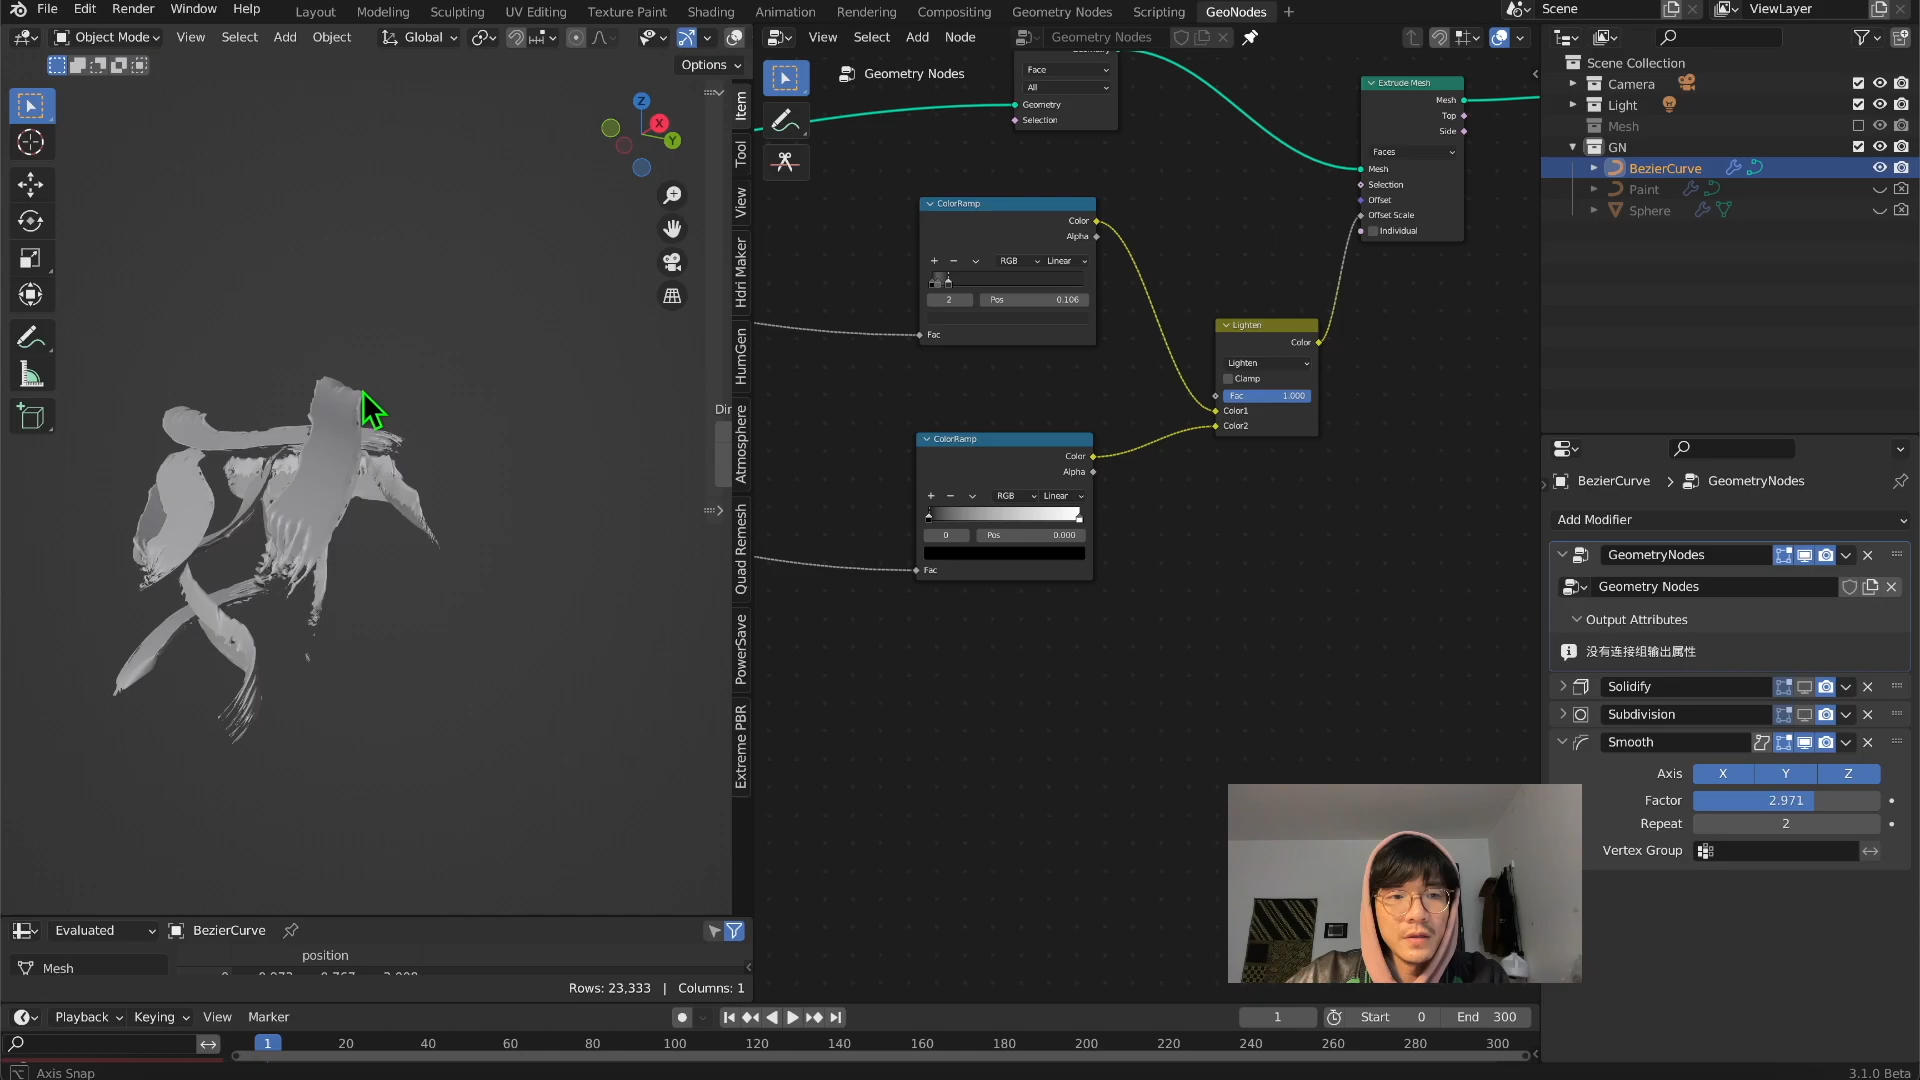 File Edit Render Window Help
Layout Modeling Sculpting UV Editing Texture Paint Shading Animation Rendering Compositing Geometry Nodes Scripting GeoNodes +
Scene
ViewLayer
Object Mode View Select Add Object
Global
Options
View Select Add Node
Geometry Nodes
Geometry Nodes
Item
Tool
View
Hdri Maker
HumGen
Atmosphere
Quad Remesh
PowerSave
Extreme PBR
Z
X
Y
Face
All
Geometry
Selection
Extrude Mesh
Mesh
Top
Side
Faces
Mesh
Selection
Offset
Offset Scale
Individual
ColorRamp
Color
Alpha
+ − RGB Linear
2 Pos 0.106
Fac
Lighten
Color
Lighten
Clamp
Fac 1.000
Color1
Color2
ColorRamp
Color
Alpha
+ − RGB Linear
0 Pos 0.000
Fac
Scene Collection
Camera
Light
Mesh
GN
BezierCurve
Paint
Sphere
BezierCurve > GeometryNodes
Add Modifier
GeometryNodes
Geometry Nodes
Output Attributes
没有连接组输出属性
Solidify
Subdivision
Smooth
Axis X Y Z
Factor 2.971
Repeat 2
Vertex Group
Evaluated BezierCurve
position
Mesh
Rows: 23,333 | Columns: 1
Playback Keying View Marker
1 Start 0 End 300
1 20 40 60 80 100 120 140 160 180 200 220 240 260 280 300
Axis Snap
3.1.0 Beta